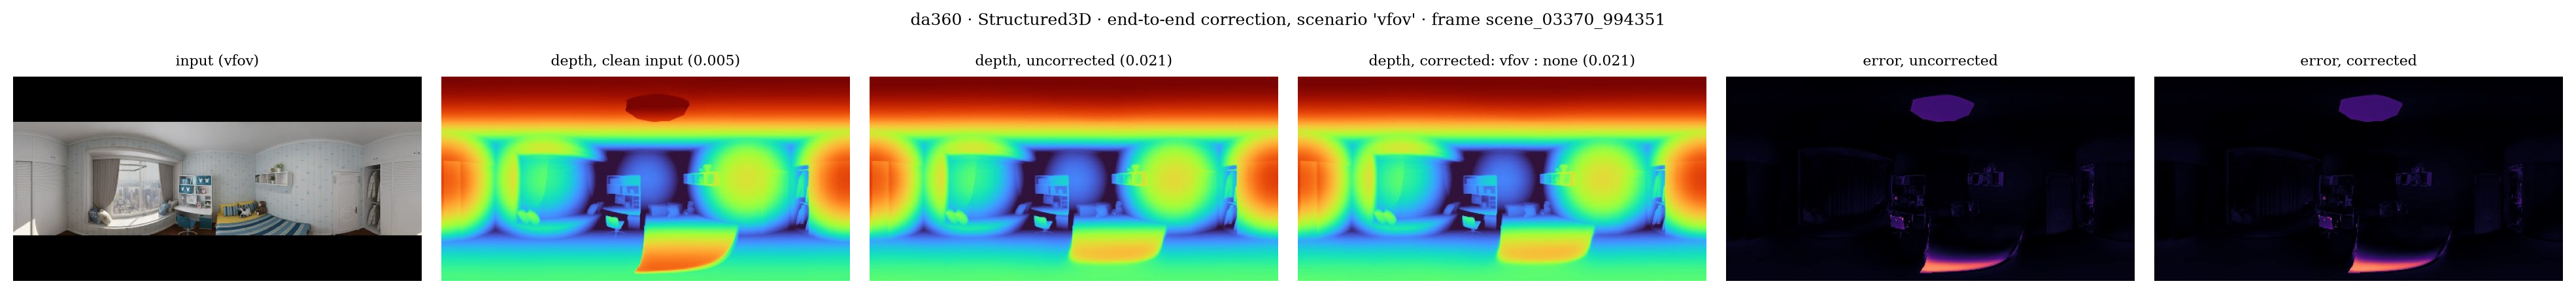 da360 · Structured3D · end-to-end correction, scenario 'vfov' · frame scene_03370_994351
input (vfov)
depth, clean input (0.005)
depth, uncorrected (0.021)
depth, corrected: vfov : none (0.021)
error, uncorrected
error, corrected